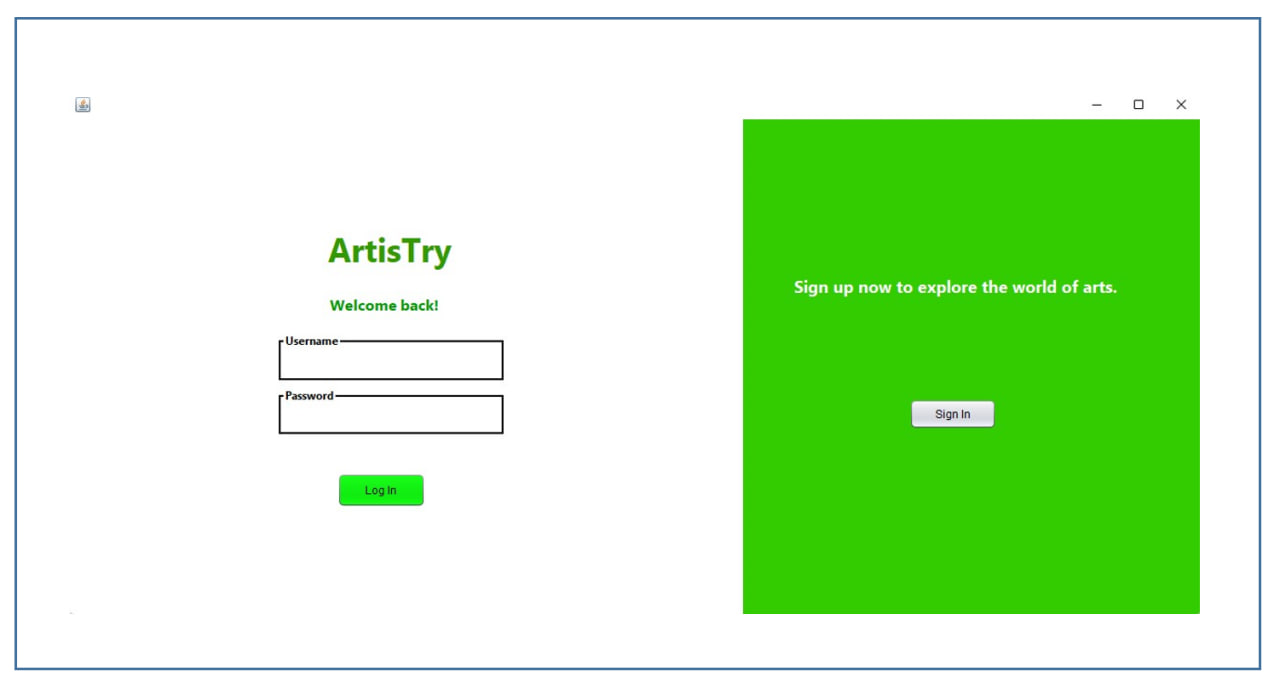 ArtisTry
Welcome back!
Username
Password
Log In
Sign up now to explore the world of arts.
Sign In